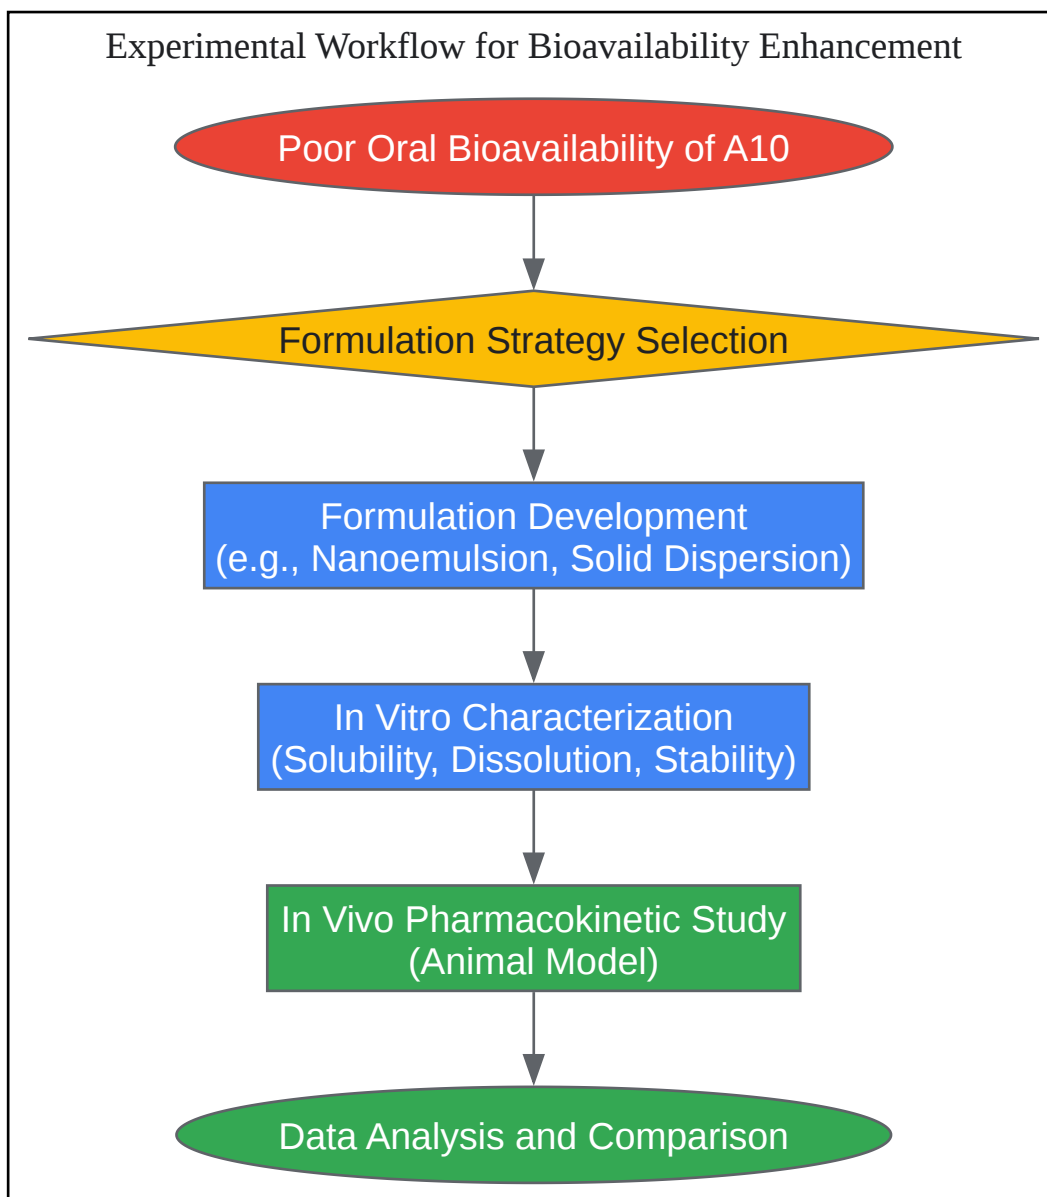 Experimental Workflow for Bioavailability Enhancement
Poor Oral Bioavailability of A10
Formulation Strategy Selection
Formulation Development
(e.g., Nanoemulsion, Solid Dispersion)
In Vitro Characterization
(Solubility, Dissolution, Stability)
In Vivo Pharmacokinetic Study
(Animal Model)
Data Analysis and Comparison